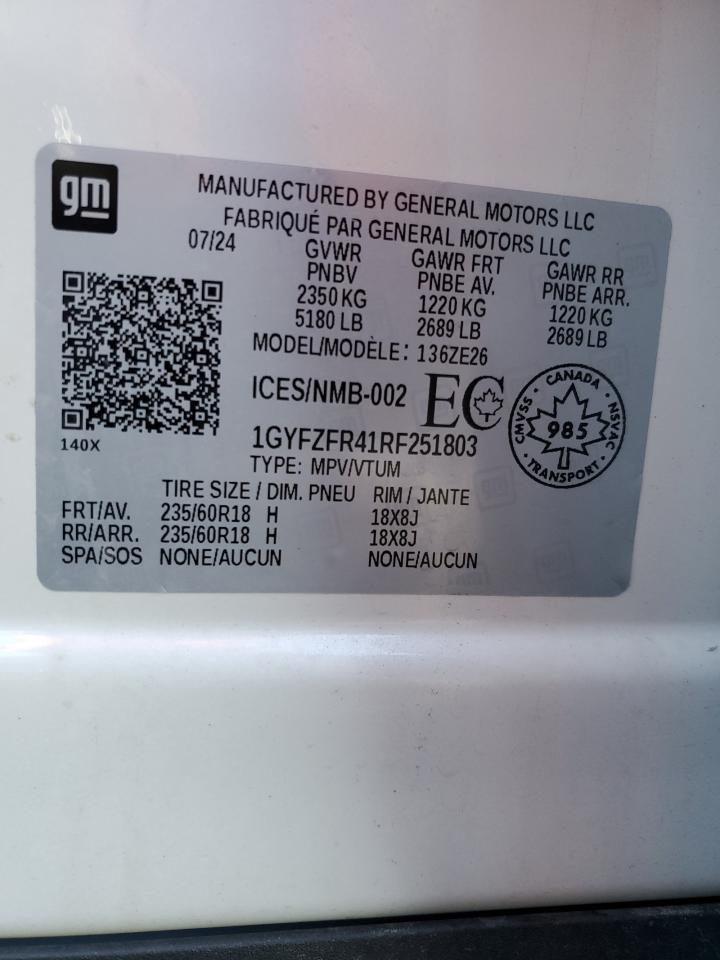 gm
MANUFACTURED BY GENERAL MOTORS LLC
FABRIQUÉ PAR GENERAL MOTORS LLC
07/24 GVWR GAWR FRT GAWR RR
PNBV PNBE AV. PNBE ARR.
2350 KG 1220 KG 1220 KG
5180 LB 2689 LB 2689 LB
MODEL/MODÈLE: 136ZE26
ICES/NMB-002 EC
CANADA
CMVSS 985 NSVAC
TRANSPORT
140X
1GYFZFR41RF251803
TYPE: MPV/VTUM
TIRE SIZE / DIM. PNEU RIM / JANTE
FRT/AV. 235/60R18 H 18X8J
RR/ARR. 235/60R18 H 18X8J
SPA/SOS NONE/AUCUN NONE/AUCUN